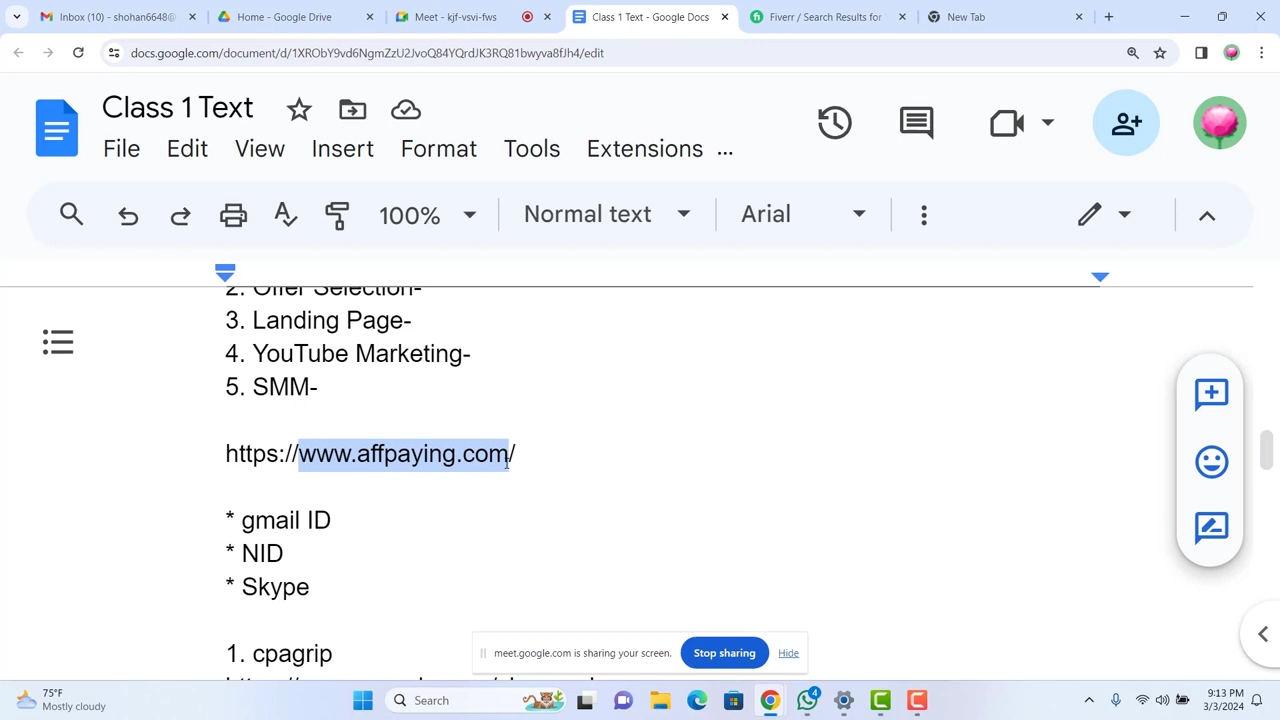 Inbox (10) - shohan6648@
Home - Google Drive
Meet - kjf-vsvi-fws
Class 1 Text - Google Docs
Fiverr / Search Results for
New Tab
docs.google.com/document/d/1XRObY9vd6NgmZzU2JvoQ84YQrdJK3RQ81bwyva8fJh4/edit
Class 1 Text
File Edit View Insert Format Tools Extensions ...
100% Normal text Arial
2. Offer Selection-
3. Landing Page-
4. YouTube Marketing-
5. SMM-
https://www.affpaying.com/
* gmail ID
* NID
* Skype
1. cpagrip
meet.google.com is sharing your screen. Stop sharing Hide
75°F
Mostly cloudy
Search
4
9:13 PM
3/3/2024